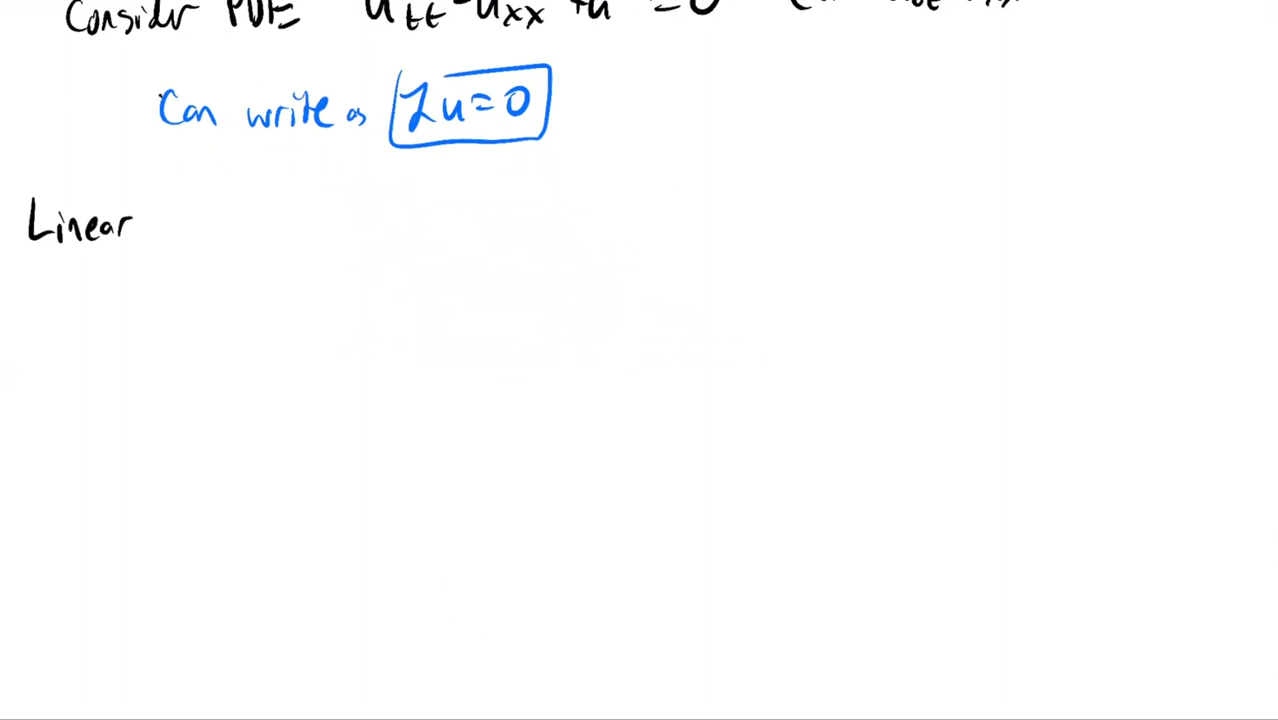 Consider PDE u_tt - u_xx + u = 0
Can write as ℒu = 0
Linear